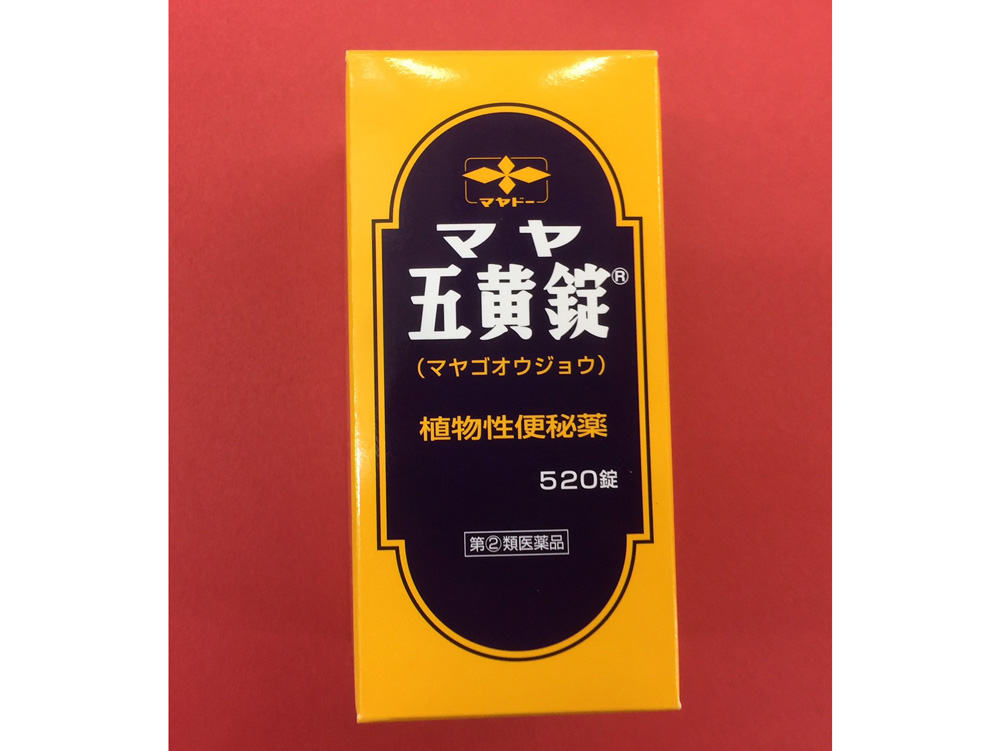 マヤドー
マヤ
五黄錠®
(マヤゴオウジョウ)
植物性便秘薬
520錠
第②類医薬品